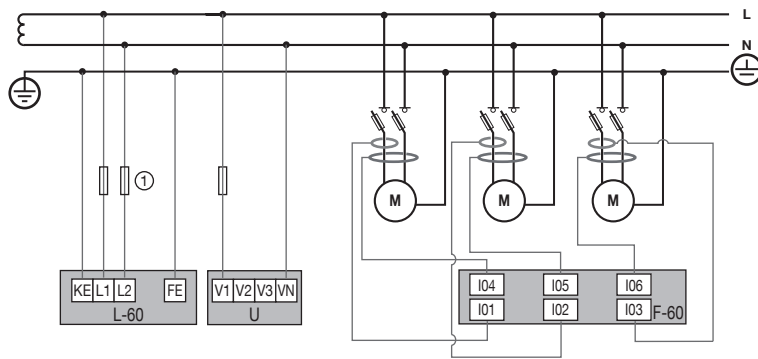 L
N
①
M M M
KE L1 L2 FE
V1 V2 V3 VN
L-60
U
I04 I05 I06
I01 I02 I03
F-60